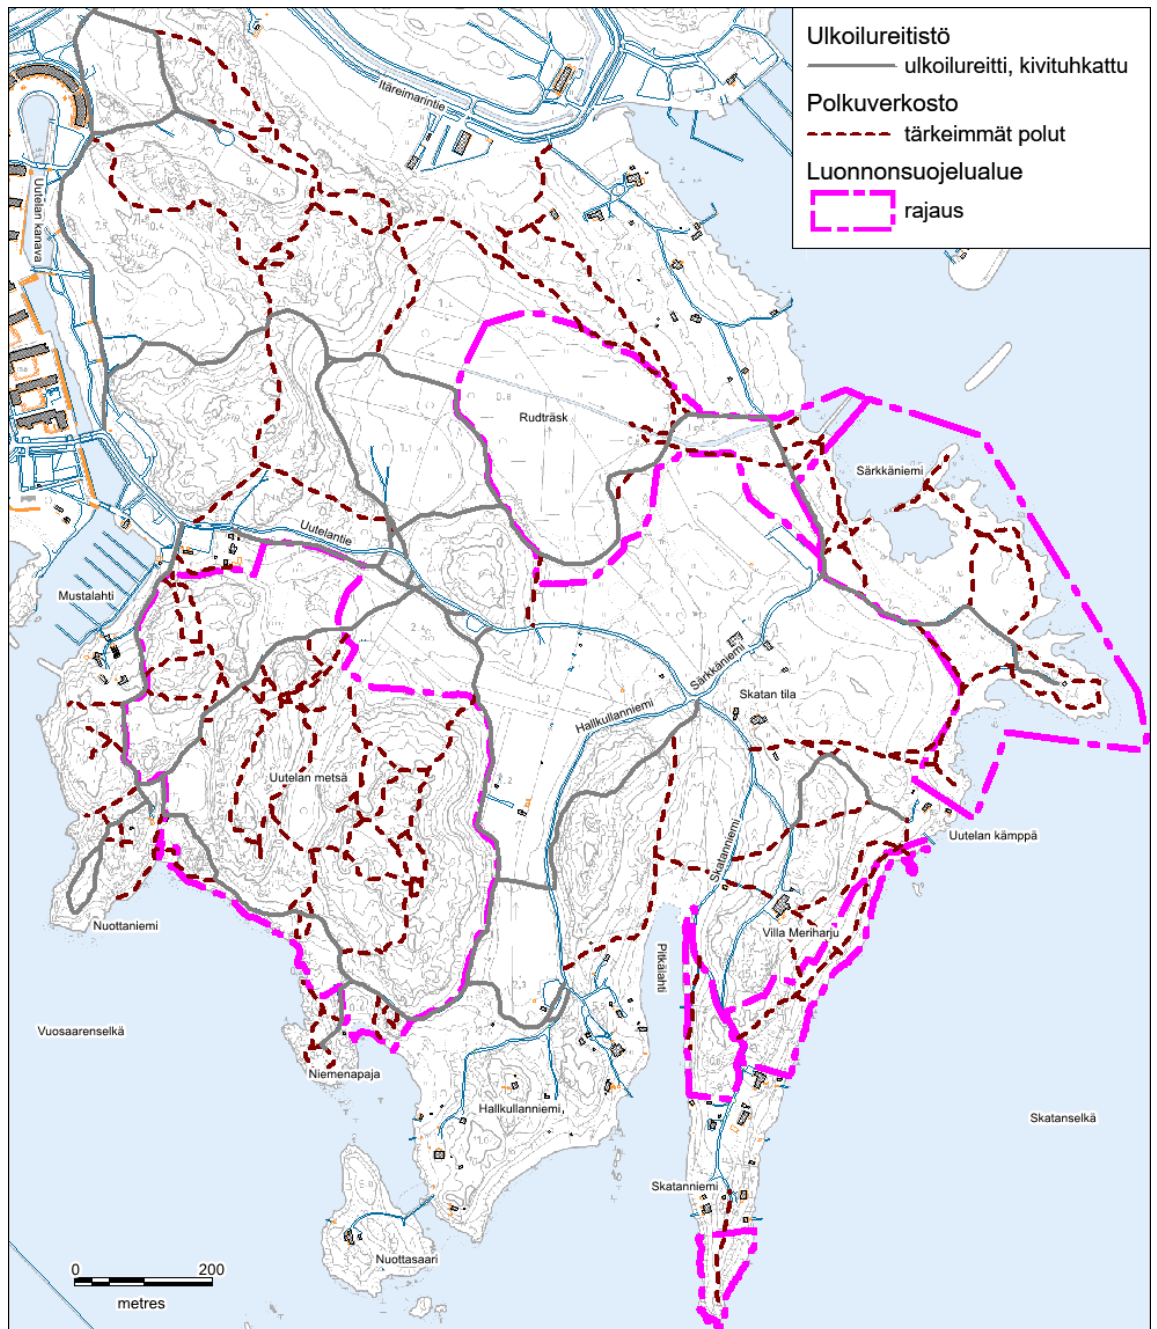 Ulkoilureitistö
ulkoilureitti, kivituhkattu
Polkuverkosto
tärkeimmät polut
Luonnonsuojelualue
rajaus
Itäreimarintie
Uutelan kanava
Rudträsk
Särkkäniemi
Uutelantie
Mustalahti
Särkkäniemi
Skatan tila
Hallkullanniemi
Uutelan metsä
Skatanniemi
Uutelan kämppä
Nuottaniemi
Villa Meriharju
Pitkälahti
Vuosaarenselkä
Niemenapaja
Hallkullanniemi
Skatanselkä
Skatanniemi
Nuottasaari
0 200
metres